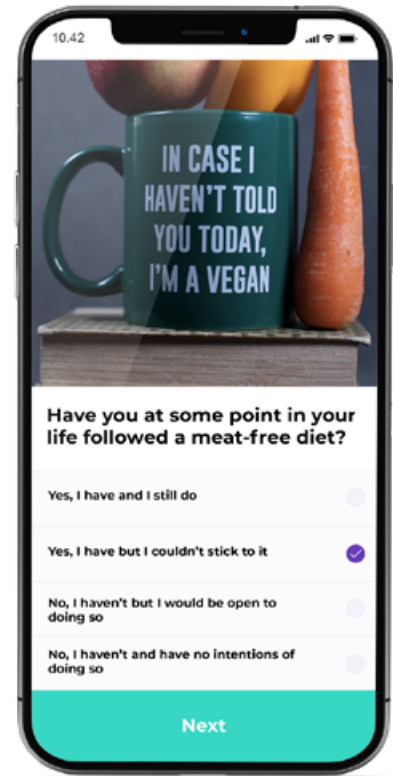 10.42
IN CASE I
HAVEN'T TOLD
YOU TODAY,
I'M A VEGAN
Have you at some point in your
life followed a meat-free diet?
Yes, I have and I still do
Yes, I have but I couldn't stick to it
No, I haven't but I would be open to
doing so
No, I haven't and have no intentions of
doing so
Next